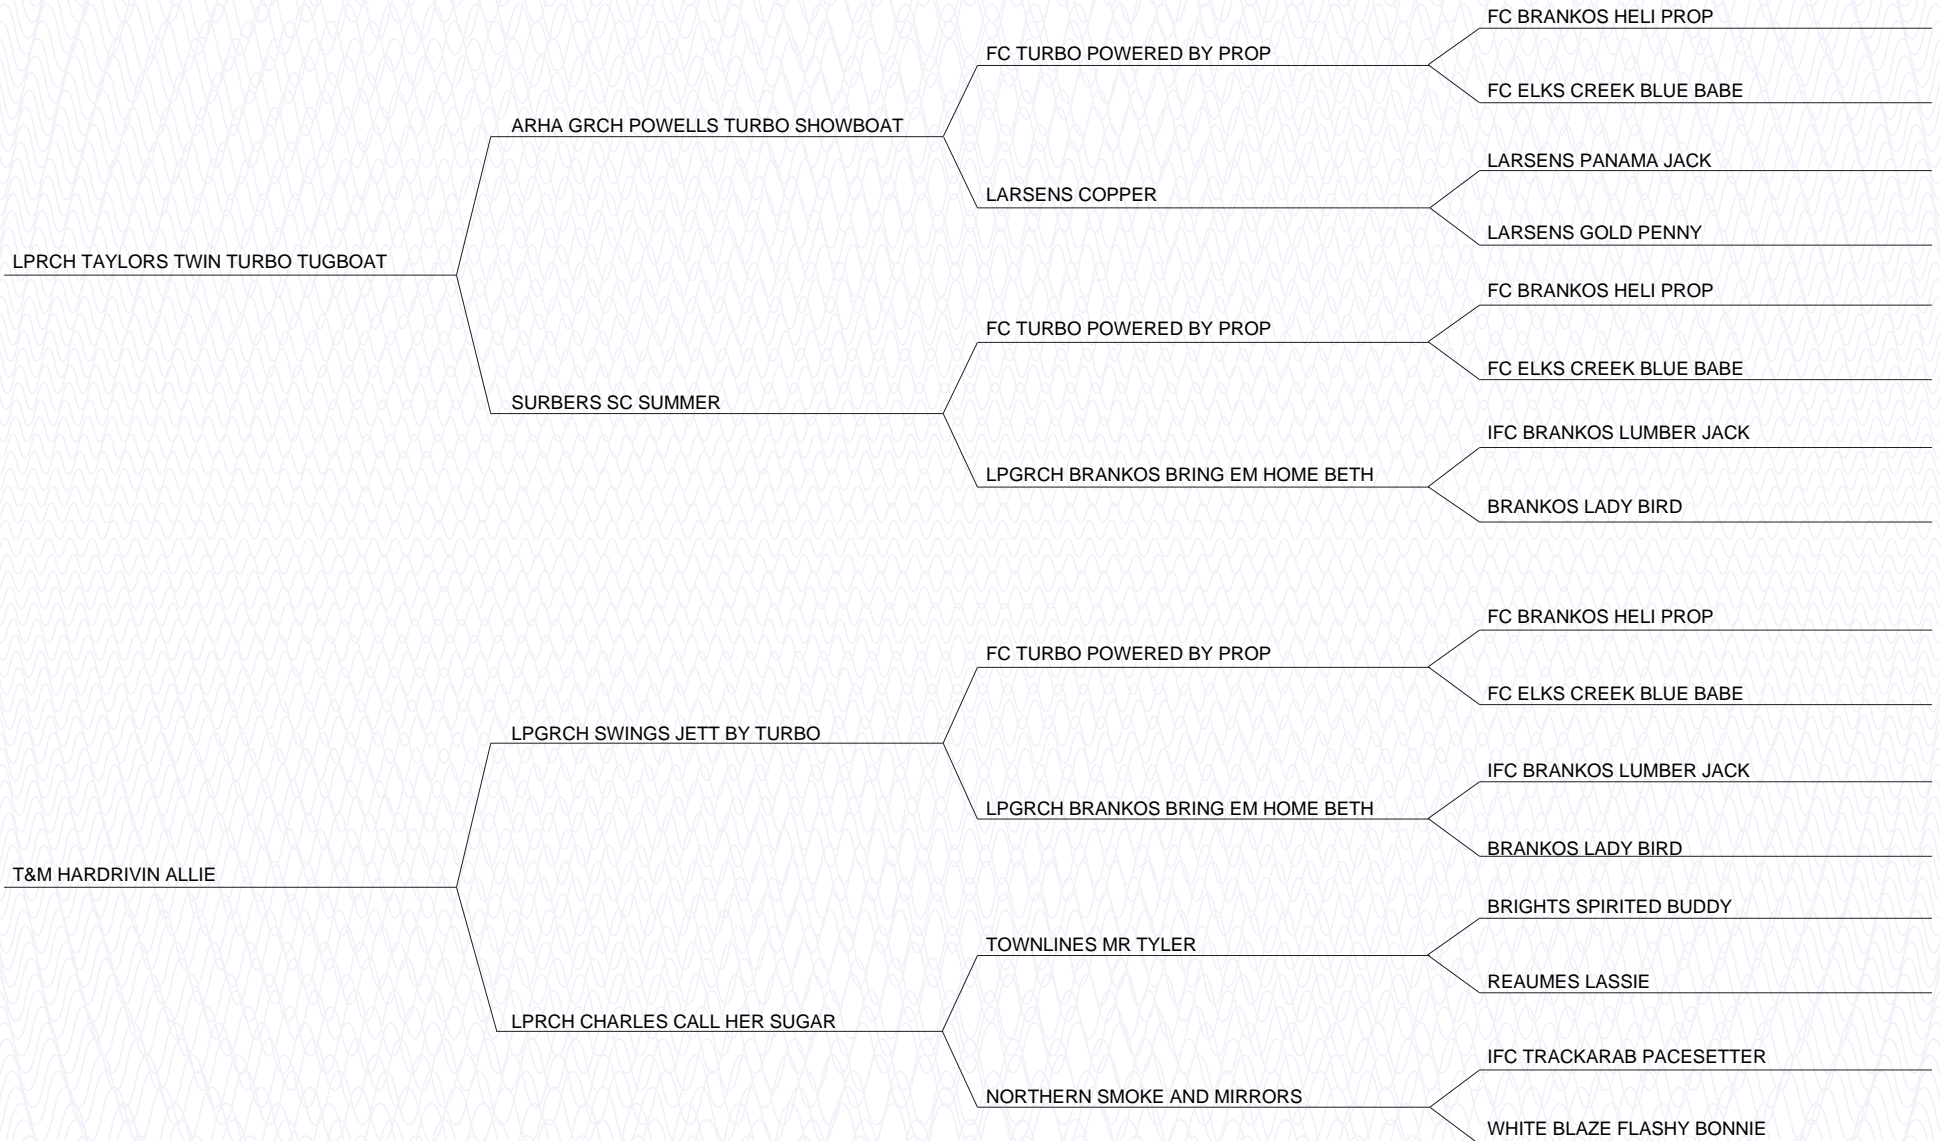 LPRCH TAYLORS TWIN TURBO TUGBOAT
ARHA GRCH POWELLS TURBO SHOWBOAT
FC TURBO POWERED BY PROP
FC BRANKOS HELI PROP
FC ELKS CREEK BLUE BABE
LARSENS COPPER
LARSENS PANAMA JACK
LARSENS GOLD PENNY
SURBERS SC SUMMER
FC TURBO POWERED BY PROP
FC BRANKOS HELI PROP
FC ELKS CREEK BLUE BABE
LPGRCH BRANKOS BRING EM HOME BETH
IFC BRANKOS LUMBER JACK
BRANKOS LADY BIRD
T&M HARDRIVIN ALLIE
LPGRCH SWINGS JETT BY TURBO
FC TURBO POWERED BY PROP
FC BRANKOS HELI PROP
FC ELKS CREEK BLUE BABE
LPGRCH BRANKOS BRING EM HOME BETH
IFC BRANKOS LUMBER JACK
BRANKOS LADY BIRD
LPRCH CHARLES CALL HER SUGAR
TOWNLINES MR TYLER
BRIGHTS SPIRITED BUDDY
REAUMES LASSIE
NORTHERN SMOKE AND MIRRORS
IFC TRACKARAB PACESETTER
WHITE BLAZE FLASHY BONNIE